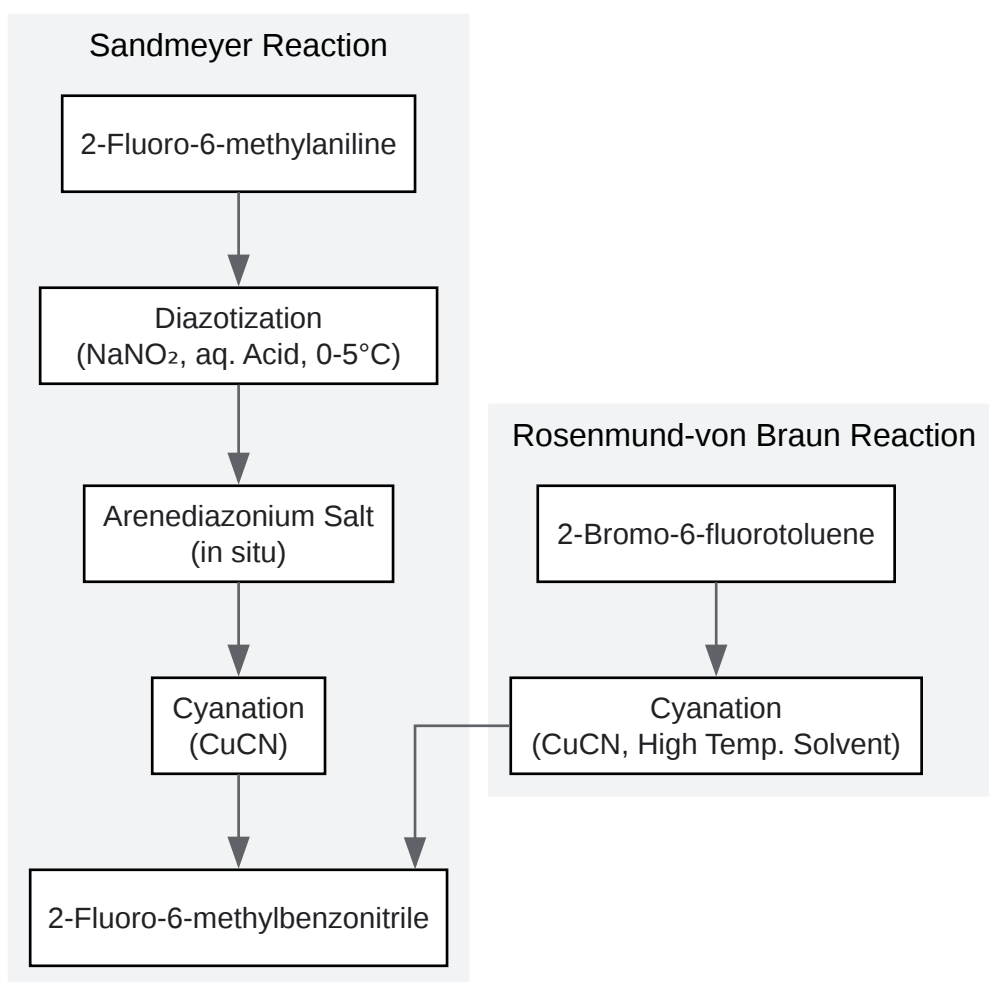 Sandmeyer Reaction
2-Fluoro-6-methylaniline
Diazotization
(NaNO₂, aq. Acid, 0-5°C)
Arenediazonium Salt
(in situ)
Cyanation
(CuCN)
2-Fluoro-6-methylbenzonitrile
Rosenmund-von Braun Reaction
2-Bromo-6-fluorotoluene
Cyanation
(CuCN, High Temp. Solvent)